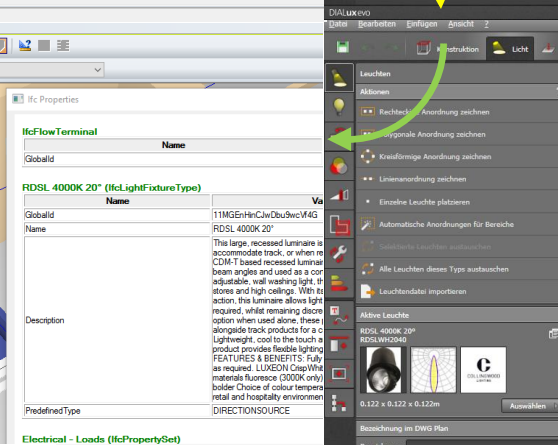 DIALux evo
Datei Bearbeiten Einfügen Ansicht ?
Konstruktion Licht
Ifc Properties
IfcFlowTerminal
Name
GlobalId
RDSL 4000K 20° (IfcLightFixtureType)
Name Va
GlobalId 11MGEnHinCJwDbu9wcVf4G
Name RDSL 4000K 20°
Description
This large, recessed luminaire is
accommodate track, or when re
CDM-T based recessed luminair
beam angles and used as a cor
adjustable, wall washing light, th
stores and high ceilings. With its
action, this luminaire allows light
required, whilst remaining discre
option when used alone, these p
alongside track products for a c
Lightweight, cool to the touch a
product provides flexible lighting
FEATURES & BENEFITS: Fully
as required. LUXEON CrispWhit
materials fluoresce (3000K only)
bolder Choice of colour tempera
retail and hospitality environmen
PredefinedType DIRECTIONSOURCE
Electrical - Loads (IfcPropertySet)
Leuchten
Aktionen
Rechteckige Anordnung zeichnen
Polygonale Anordnung zeichnen
Kreisförmige Anordnung zeichnen
Linienanordnung zeichnen
Einzelne Leuchte platzieren
Automatische Anordnungen für Bereiche
Selektierte Leuchten austauschen
Alle Leuchten dieses Typs austauschen
Leuchtendatei importieren
Aktive Leuchte
RDSL 4000K 20º
RDSLWH2040
COLLINGWOOD
LIGHTING
0.122 x 0.122 x 0.122m
Auswählen
Bezeichnung im DWG Plan